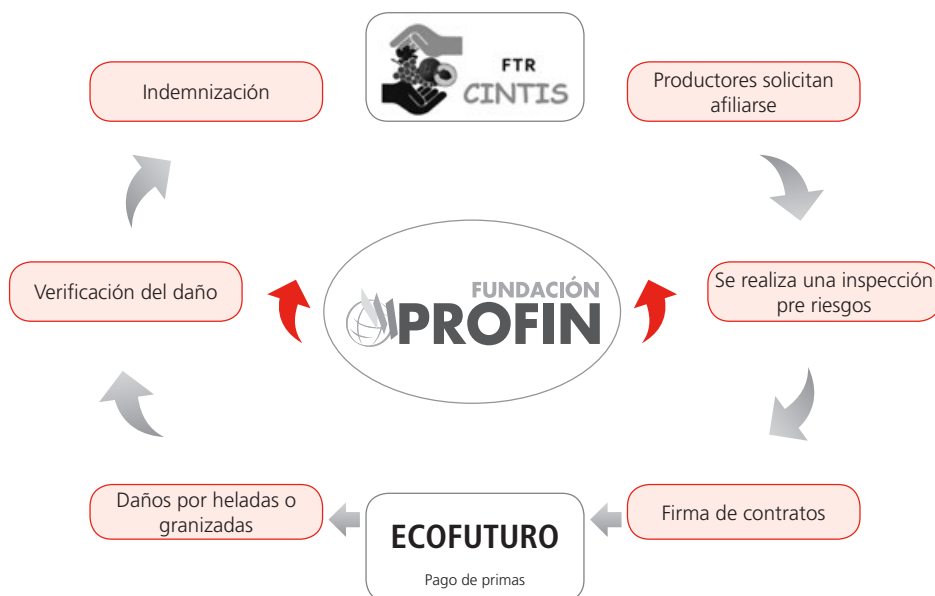 Indemnización
FTR
CINTIS
Productores solicitan
afiliarse
Verificación del daño
FUNDACIÓN
PROFIN
Se realiza una inspección
pre riesgos
Daños por heladas o
granizadas
ECOFUTURO
Pago de primas
Firma de contratos